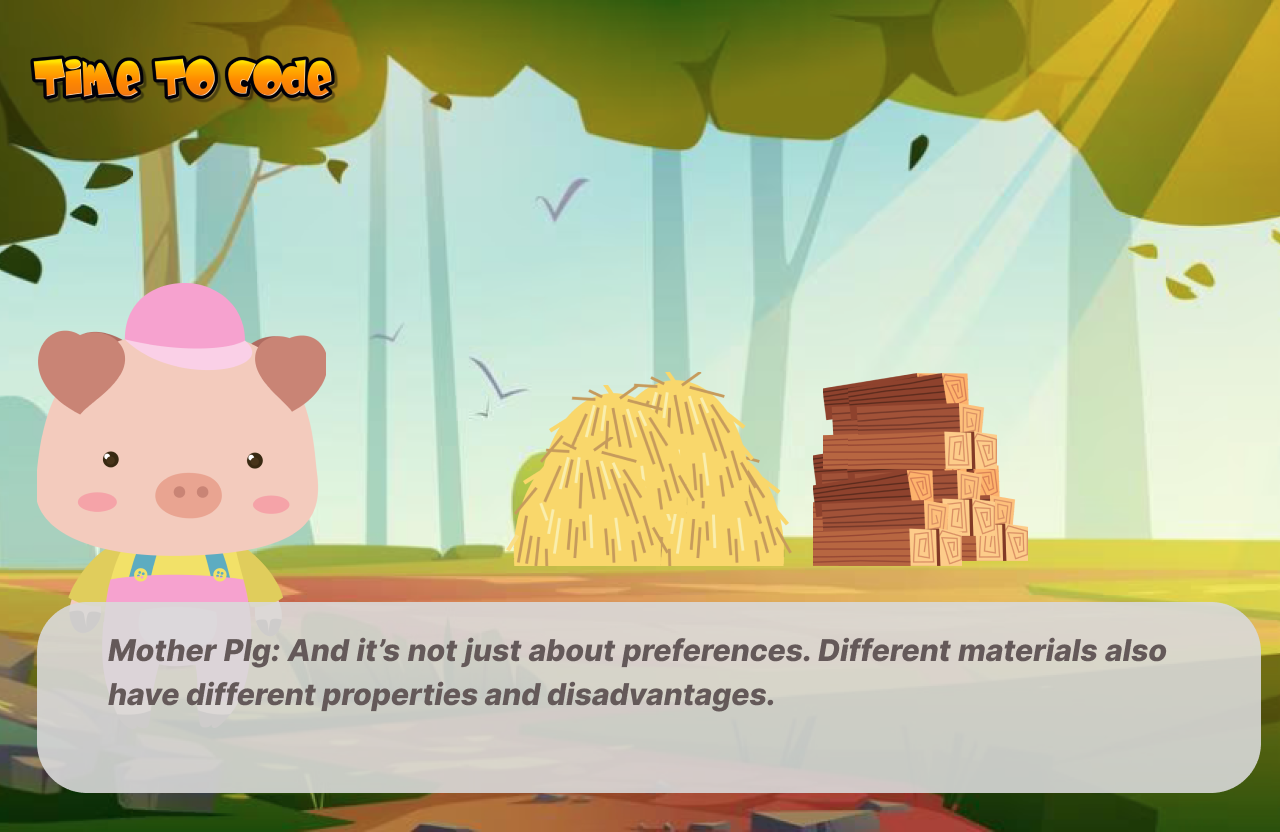 Time To Code
Mother PIg: And it’s not just about preferences. Different materials also
have different properties and disadvantages.